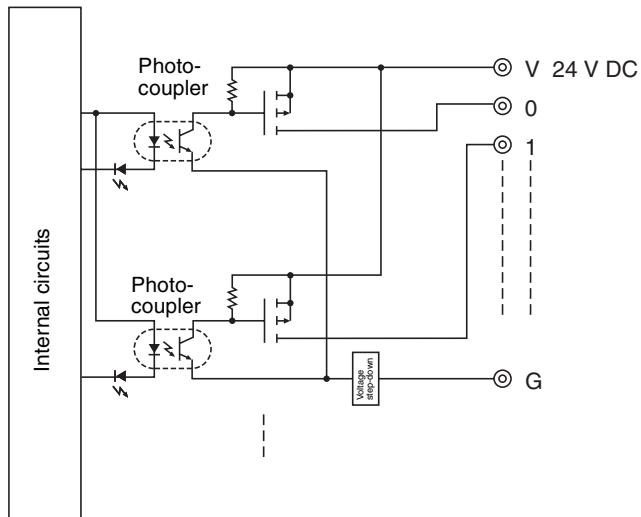 Photo-
coupler
V 24 V DC
0
1
Internal circuits
Photo-
coupler
Voltage
step-down
G